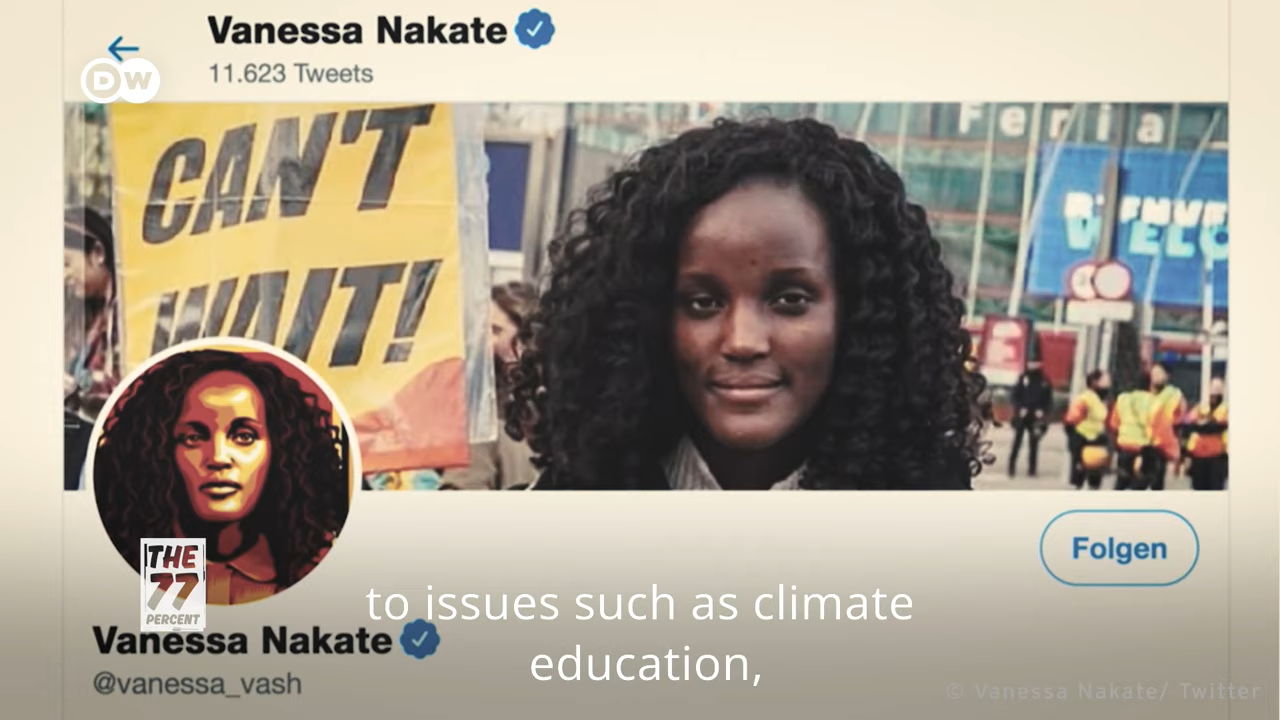 Vanessa Nakate
11.623 Tweets
DW
CAN'T
WAIT!
Feria
WELC
Folgen
THE
77
PERCENT
to issues such as climate
education,
Vanessa Nakate
@vanessa_vash
© Vanessa Nakate/ Twitter